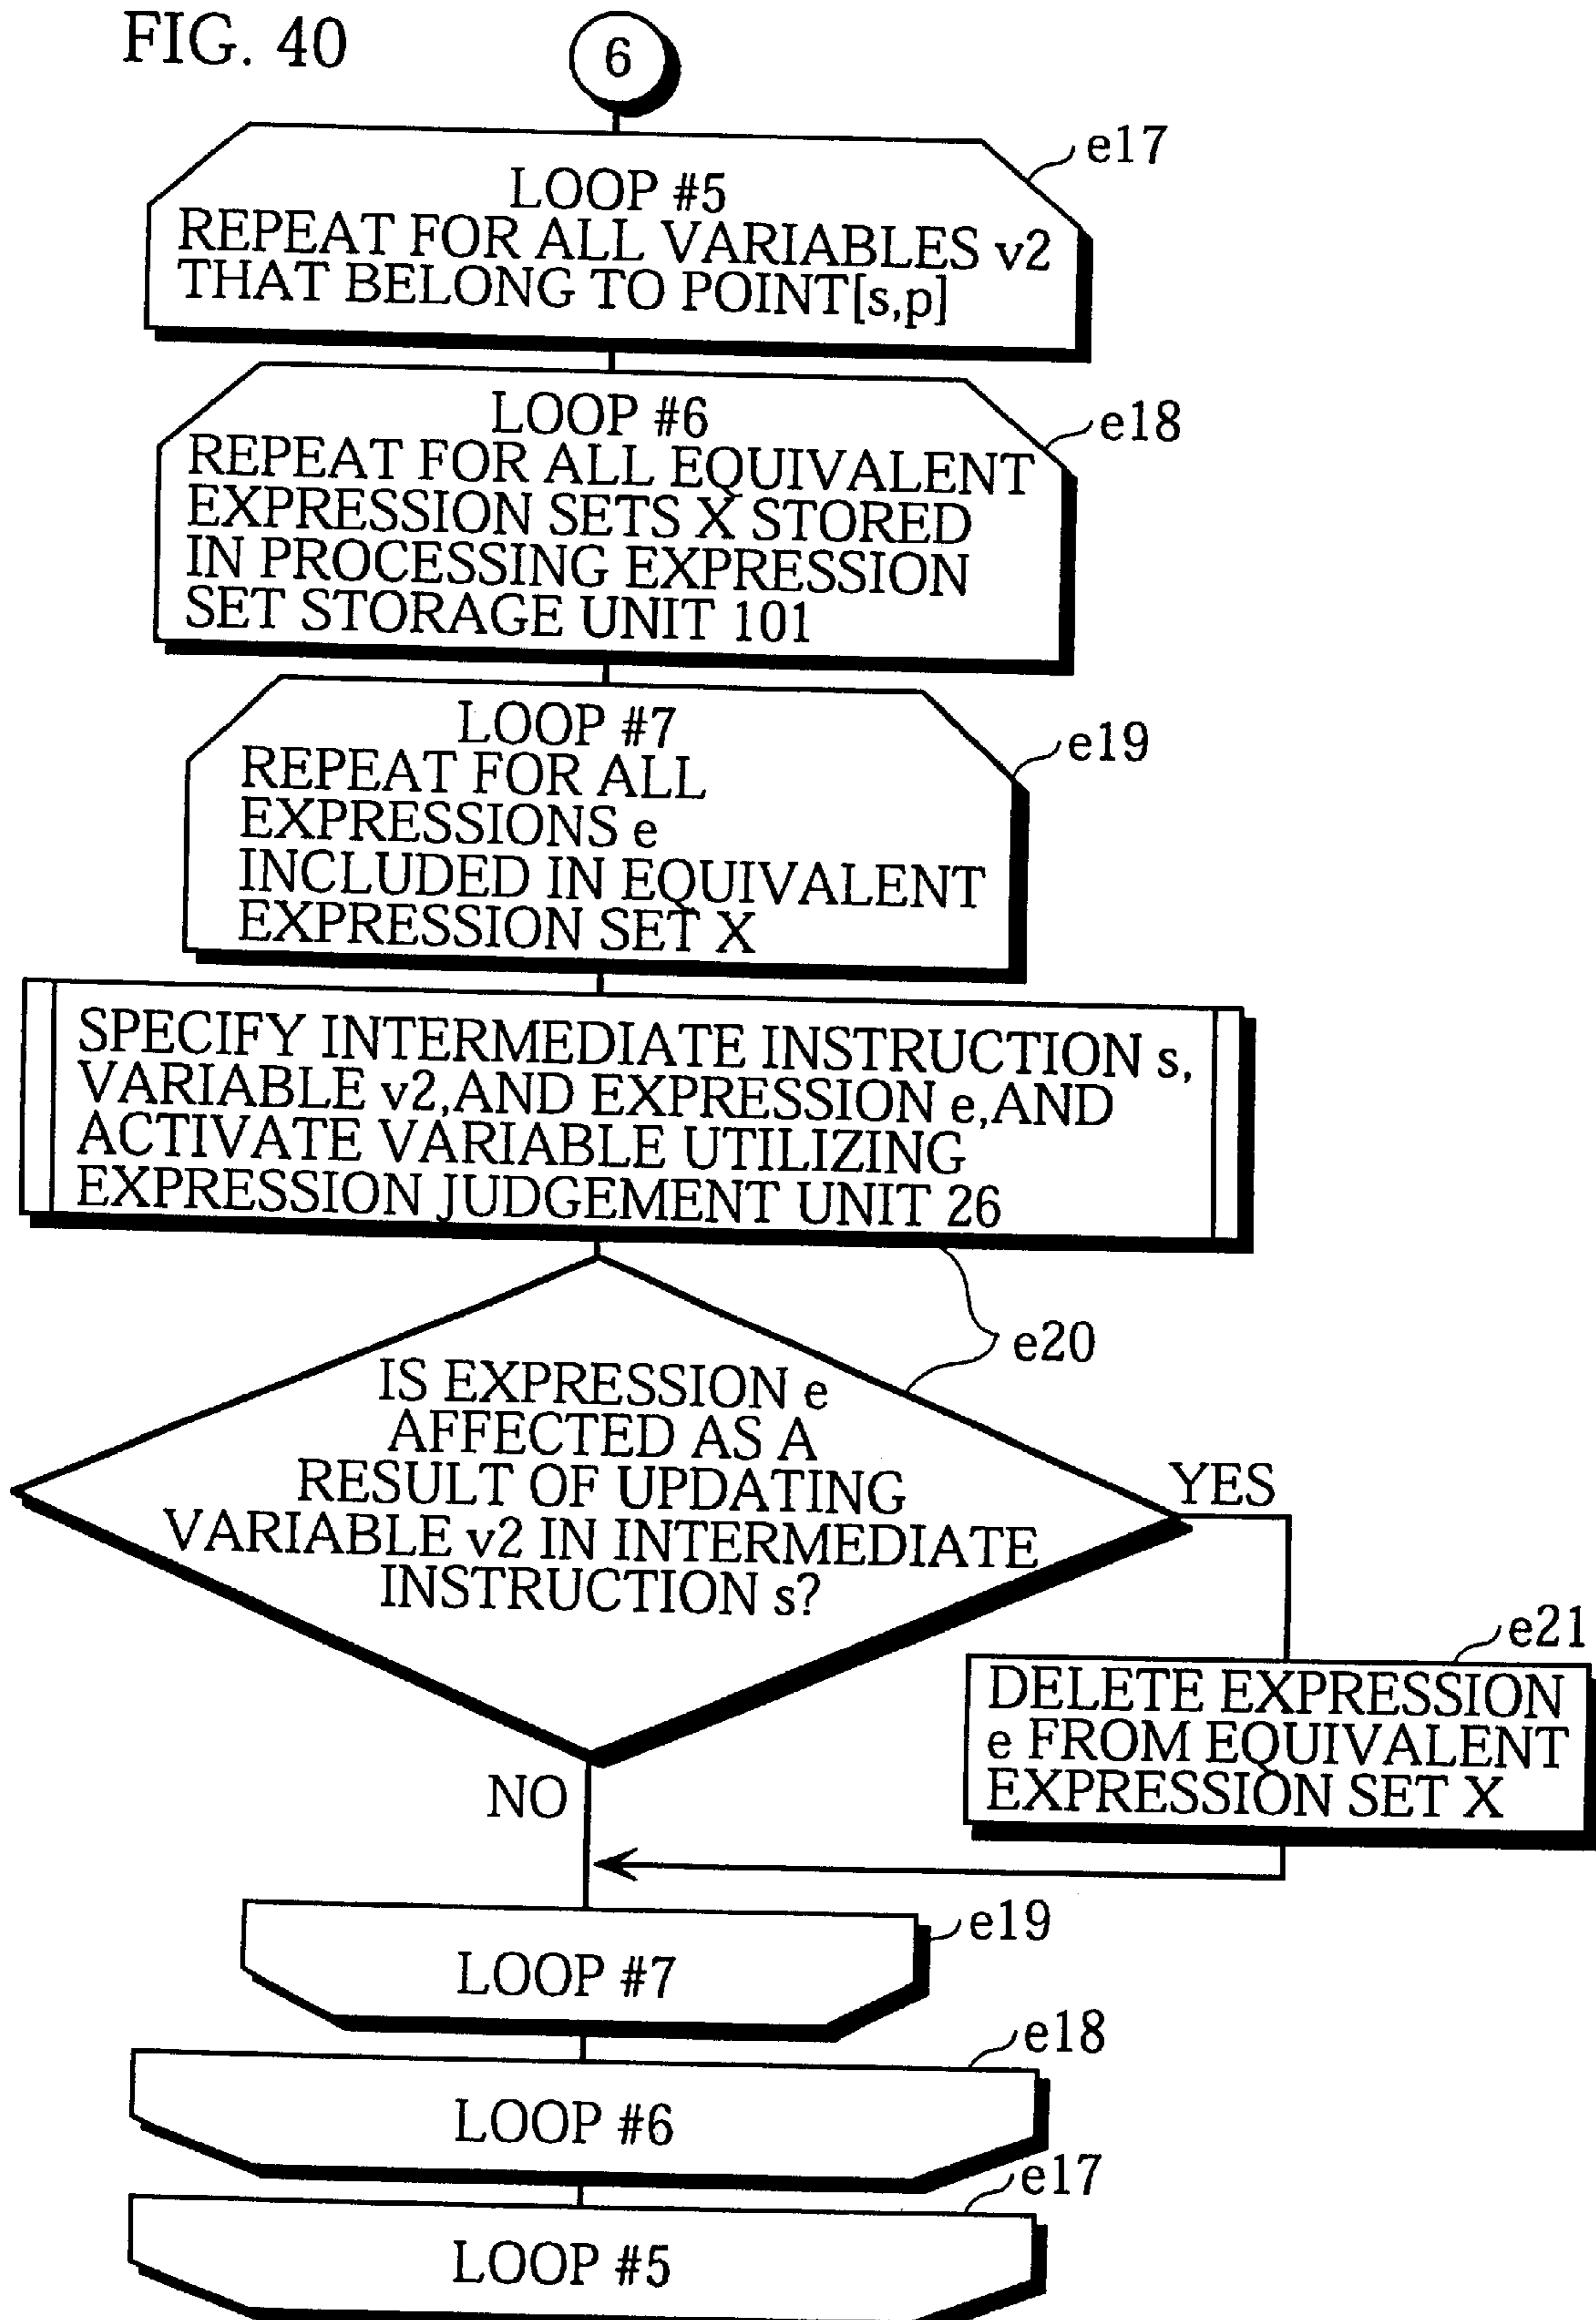 FIG. 40
6
e17
LOOP #5
REPEAT FOR ALL VARIABLES v2
THAT BELONG TO POINT[s,p]
e18
LOOP #6
REPEAT FOR ALL EQUIVALENT
EXPRESSION SETS X STORED
IN PROCESSING EXPRESSION
SET STORAGE UNIT 101
e19
LOOP #7
REPEAT FOR ALL
EXPRESSIONS e
INCLUDED IN EQUIVALENT
EXPRESSION SET X
SPECIFY INTERMEDIATE INSTRUCTION s,
VARIABLE v2,AND EXPRESSION e,AND
ACTIVATE VARIABLE UTILIZING
EXPRESSION JUDGEMENT UNIT 26
e20
IS EXPRESSION e
AFFECTED AS A
RESULT OF UPDATING
VARIABLE v2 IN INTERMEDIATE
INSTRUCTION s?
YES
e21
DELETE EXPRESSION
e FROM EQUIVALENT
EXPRESSION SET X
NO
e19
LOOP #7
e18
LOOP #6
e17
LOOP #5